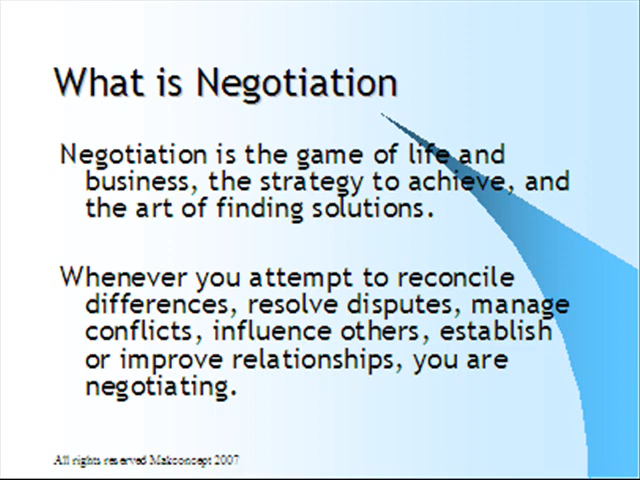 What is Negotiation
Negotiation is the game of life and
business, the strategy to achieve, and
the art of finding solutions.
Whenever you attempt to reconcile
differences, resolve disputes, manage
conflicts, influence others, establish
or improve relationships, you are
negotiating.
All rights reserved Makconcept 2007